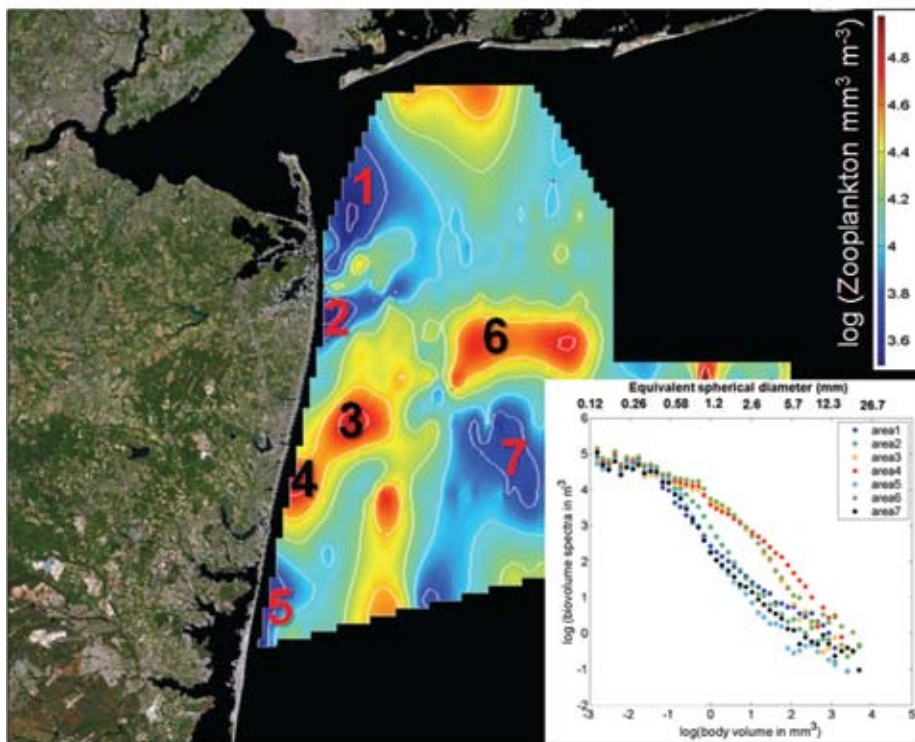 1
2
3
4
5
6
7
log (Zooplankton mm³ m⁻³)
4.8
4.6
4.4
4.2
4
3.8
3.6
Equivalent spherical diameter (mm)
0.12 0.26 0.58 1.2 2.6 5.7 12.3 26.7
log (biovolume spectra in m³
6
5
4
3
2
1
0
-1
-2
area1
area2
area3
area4
area5
area6
area7
-3 -2 -1 0 1 2 3 4 5
log(body volume in mm³)